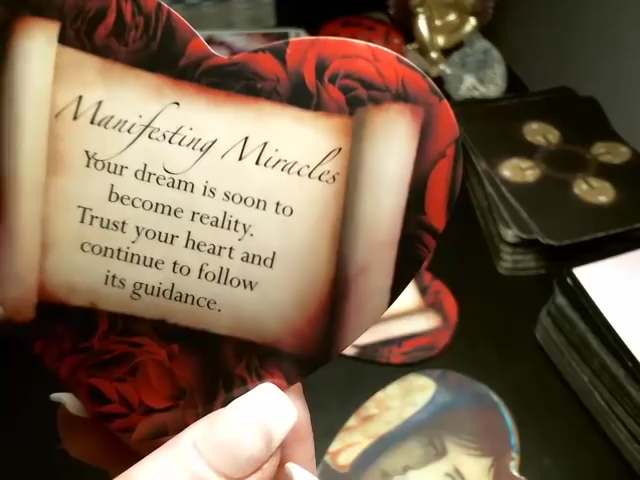 Manifesting Miracles
Your dream is soon to
become reality.
Trust your heart and
continue to follow
its guidance.